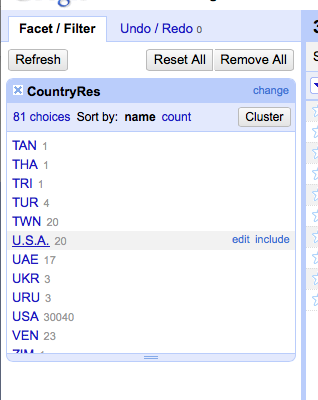 Facet / Filter Undo / Redo 0
Refresh Reset All Remove All
CountryRes change
81 choices Sort by: name count Cluster
TAN 1
THA 1
TRI 1
TUR 4
TWN 20
U.S.A. 20 edit include
UAE 17
UKR 3
URU 3
USA 30040
VEN 23